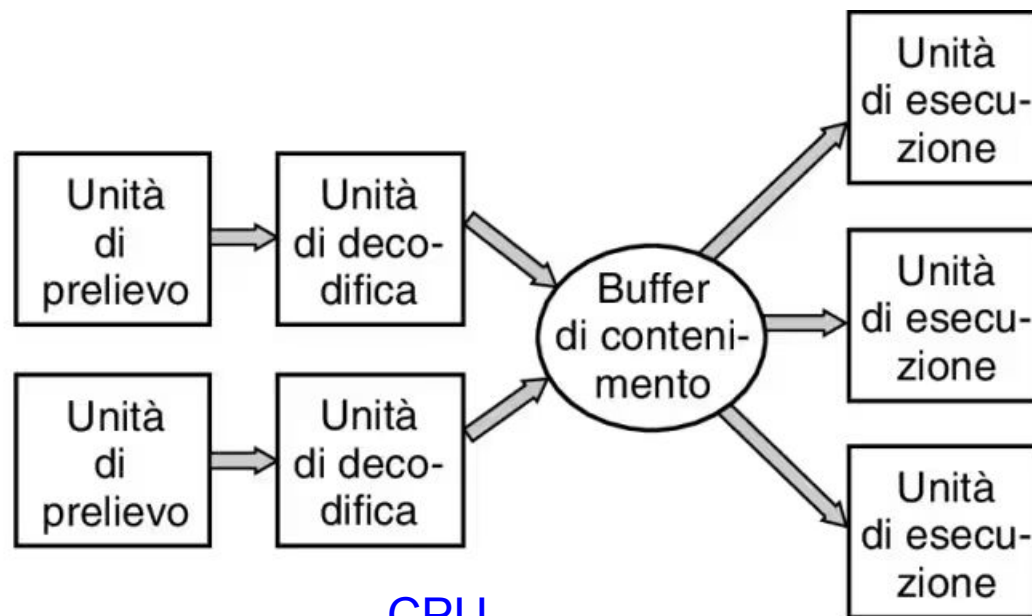 Unità
di
prelievo
Unità
di deco-
difica
Unità
di
prelievo
Unità
di deco-
difica
Buffer
di conteni-
mento
Unità
di esecu-
zione
Unità
di esecu-
zione
Unità
di esecu-
zione
CPU